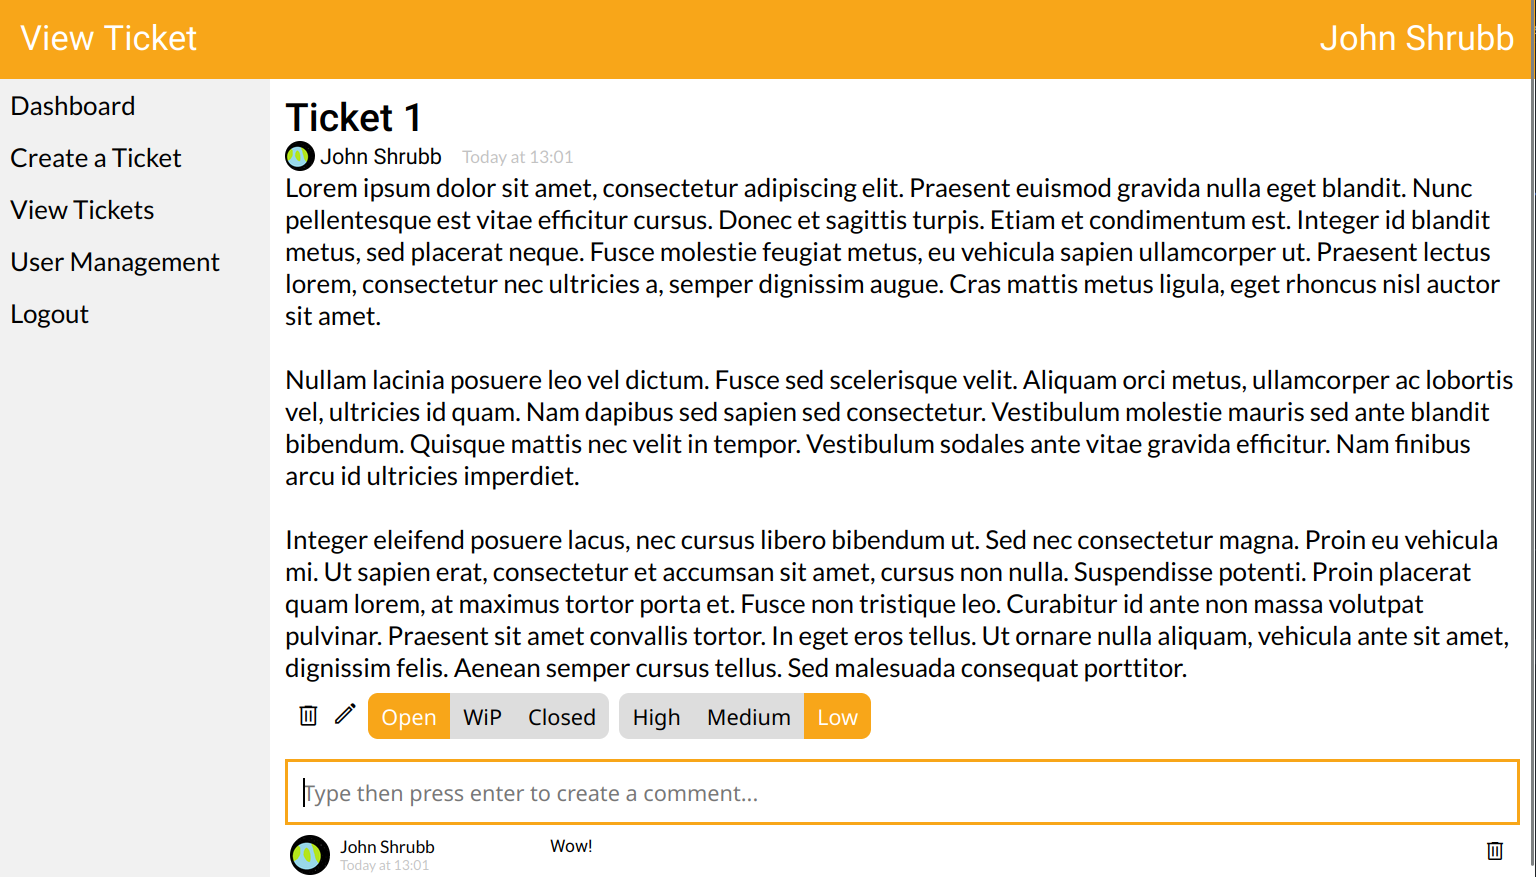 View Ticket
John Shrubb
Dashboard
Create a Ticket
View Tickets
User Management
Logout
Ticket 1
John Shrubb Today at 13:01
Lorem ipsum dolor sit amet, consectetur adipiscing elit. Praesent euismod gravida nulla eget blandit. Nunc
pellentesque est vitae efficitur cursus. Donec et sagittis turpis. Etiam et condimentum est. Integer id blandit
metus, sed placerat neque. Fusce molestie feugiat metus, eu vehicula sapien ullamcorper ut. Praesent lectus
lorem, consectetur nec ultricies a, semper dignissim augue. Cras mattis metus ligula, eget rhoncus nisl auctor
sit amet.
Nullam lacinia posuere leo vel dictum. Fusce sed scelerisque velit. Aliquam orci metus, ullamcorper ac lobortis
vel, ultricies id quam. Nam dapibus sed sapien sed consectetur. Vestibulum molestie mauris sed ante blandit
bibendum. Quisque mattis nec velit in tempor. Vestibulum sodales ante vitae gravida efficitur. Nam finibus
arcu id ultricies imperdiet.
Integer eleifend posuere lacus, nec cursus libero bibendum ut. Sed nec consectetur magna. Proin eu vehicula
mi. Ut sapien erat, consectetur et accumsan sit amet, cursus non nulla. Suspendisse potenti. Proin placerat
quam lorem, at maximus tortor porta et. Fusce non tristique leo. Curabitur id ante non massa volutpat
pulvinar. Praesent sit amet convallis tortor. In eget eros tellus. Ut ornare nulla aliquam, vehicula ante sit amet,
dignissim felis. Aenean semper cursus tellus. Sed malesuada consequat porttitor.
Open WiP Closed High Medium Low
Type then press enter to create a comment...
John Shrubb Wow!
Today at 13:01